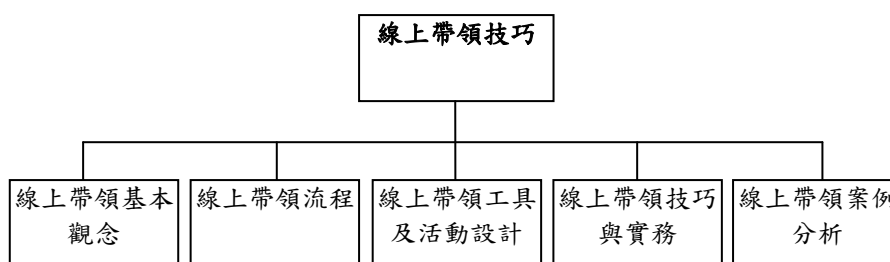 線上帶領技巧
線上帶領基本
觀念
線上帶領流程
線上帶領工具
及活動設計
線上帶領技巧
與實務
線上帶領案例
分析